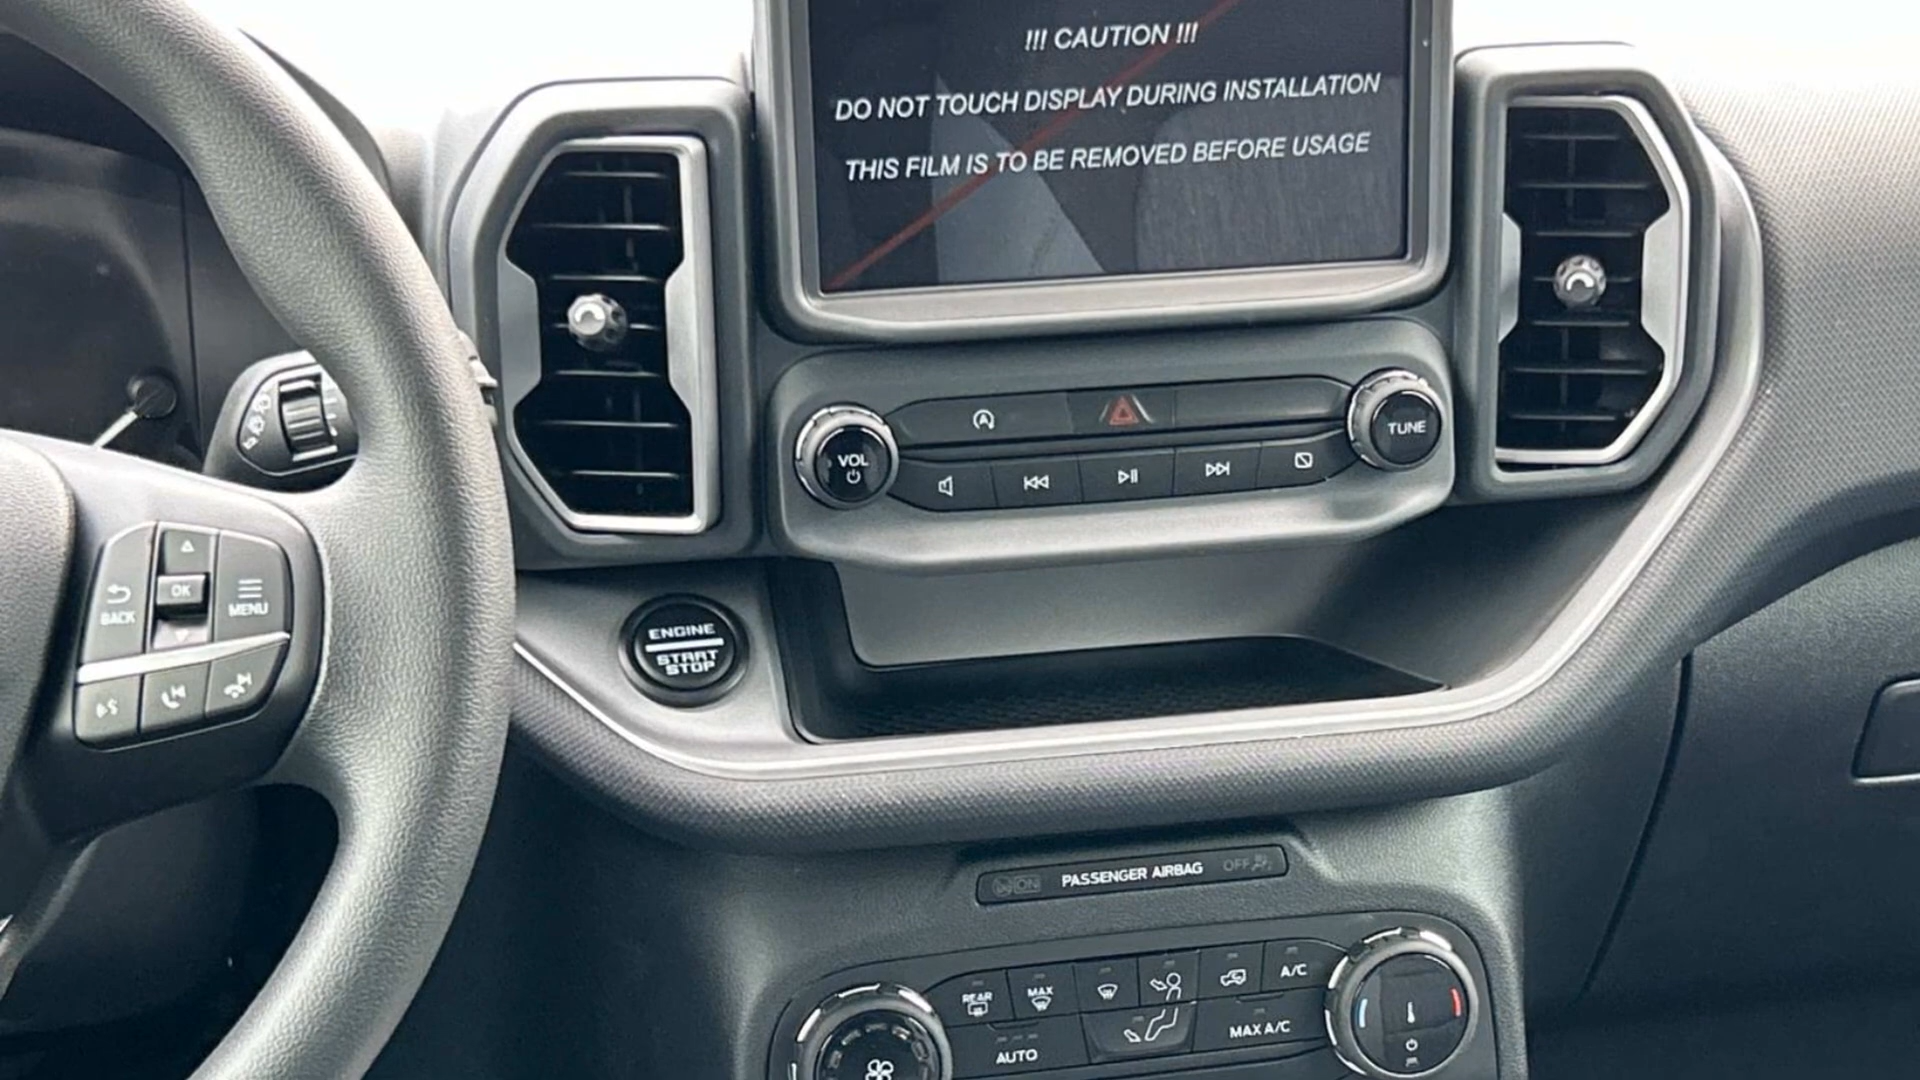 !!! CAUTION !!!
DO NOT TOUCH DISPLAY DURING INSTALLATION
THIS FILM IS TO BE REMOVED BEFORE USAGE
A
VOL
TUNE
OK
BACK
MENU
ENGINE
START
STOP
ON PASSENGER AIRBAG OFF
REAR
MAX
A/C
AUTO
MAX A/C